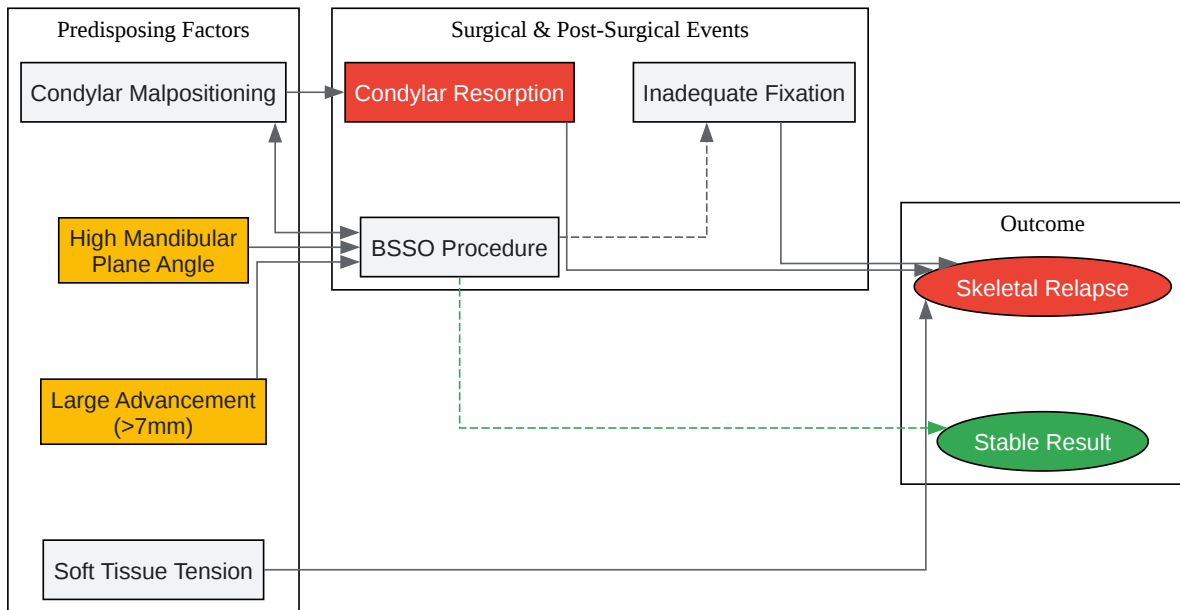 Predisposing Factors
Condylar Malpositioning
High Mandibular
Plane Angle
Large Advancement
(>7mm)
Soft Tissue Tension
Surgical & Post-Surgical Events
Condylar Resorption
Inadequate Fixation
BSSO Procedure
Outcome
Skeletal Relapse
Stable Result